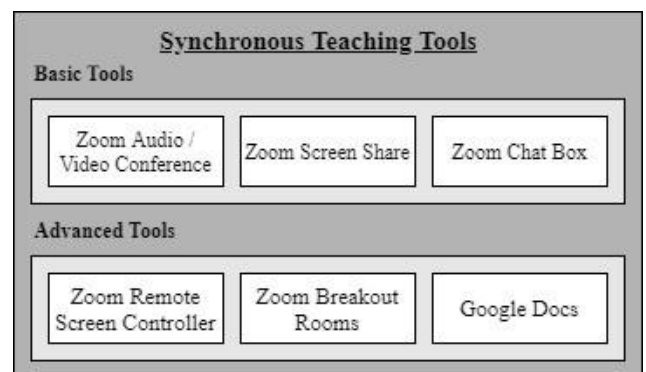 Synchronous Teaching Tools
Basic Tools
Zoom Audio /
Video Conference
Zoom Screen Share
Zoom Chat Box
Advanced Tools
Zoom Remote
Screen Controller
Zoom Breakout
Rooms
Google Docs